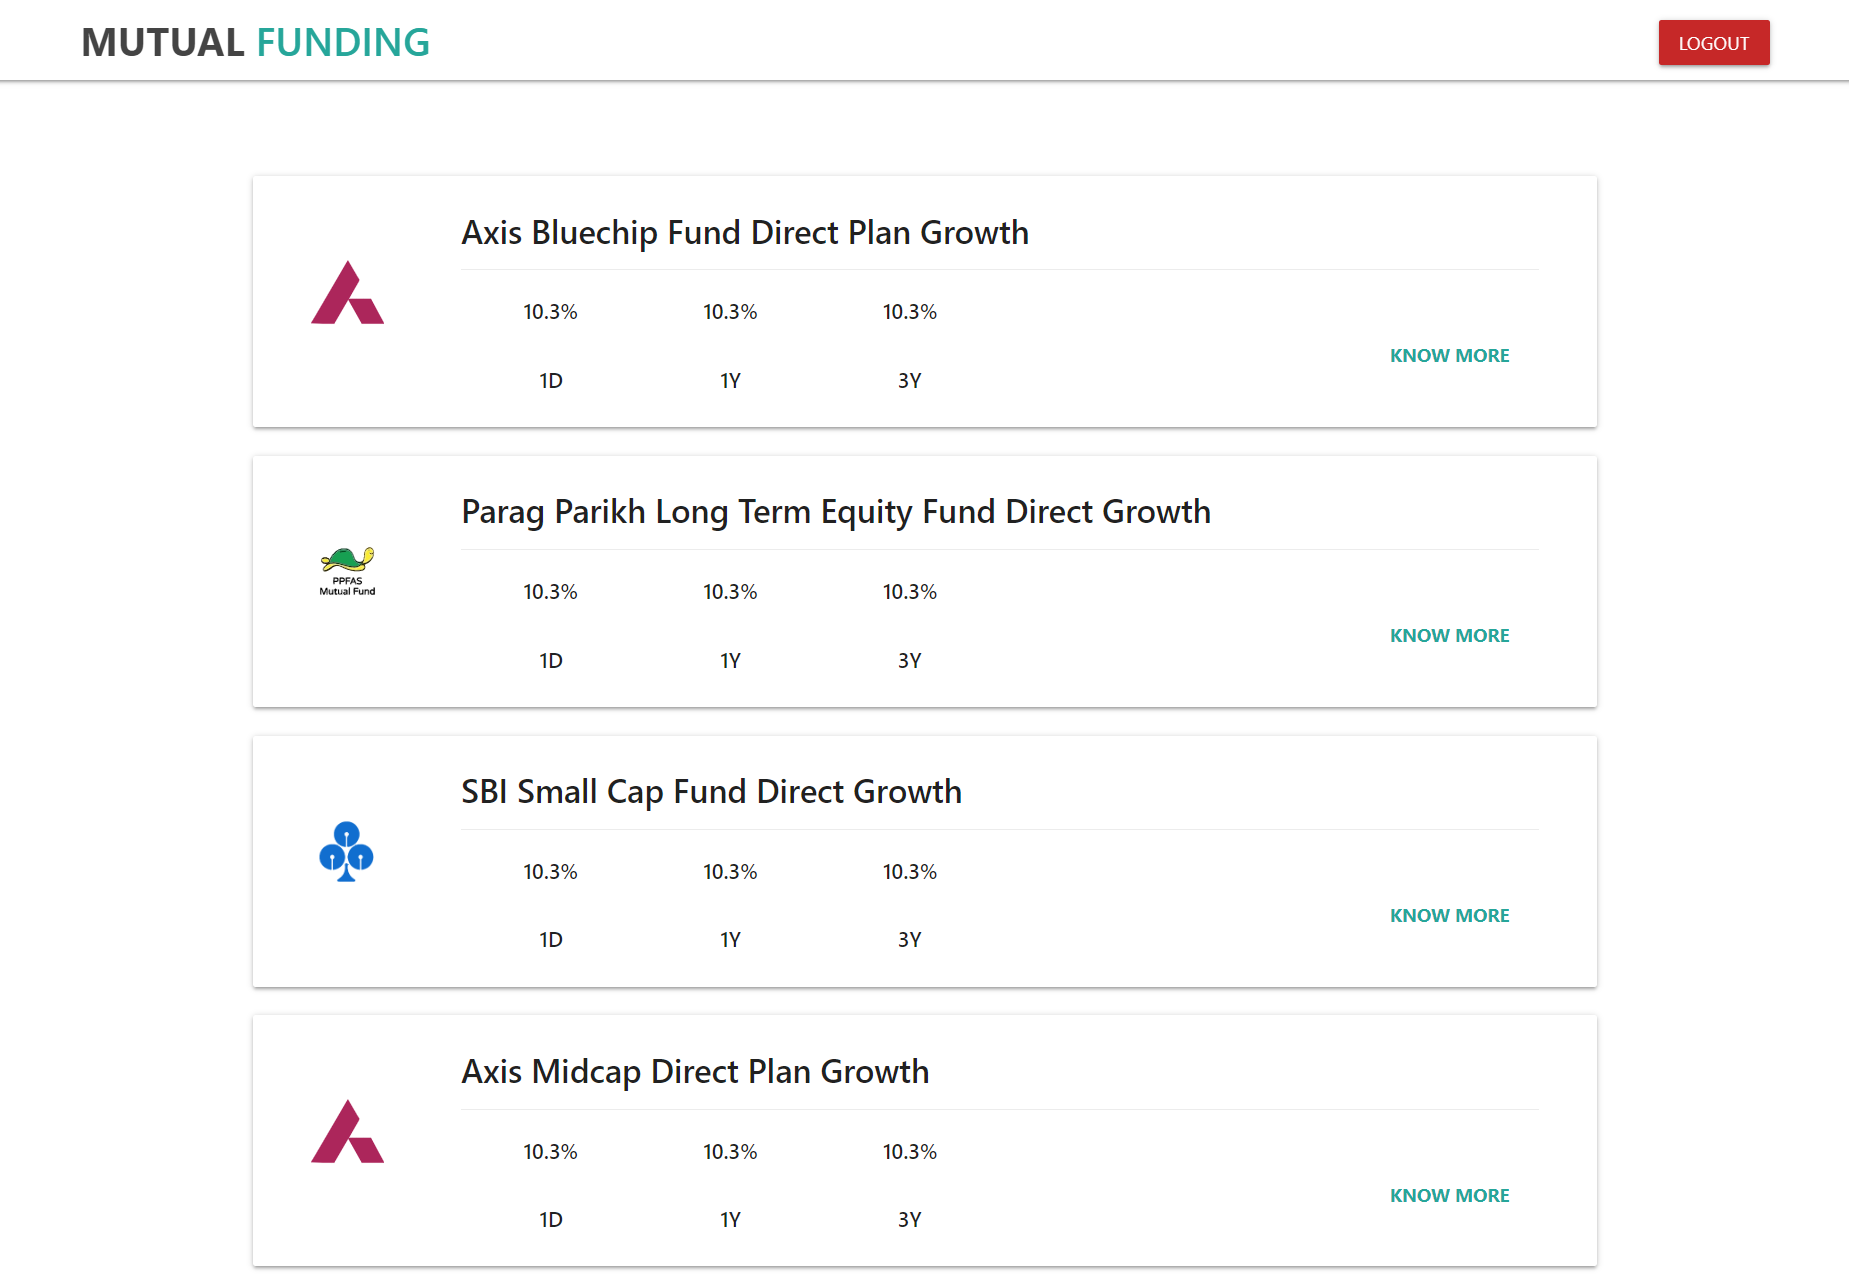 MUTUAL FUNDING
LOGOUT
Axis Bluechip Fund Direct Plan Growth
10.3% 10.3% 10.3%
KNOW MORE
1D 1Y 3Y
Parag Parikh Long Term Equity Fund Direct Growth
PPFAS
Mutual Fund
10.3% 10.3% 10.3%
KNOW MORE
1D 1Y 3Y
SBI Small Cap Fund Direct Growth
10.3% 10.3% 10.3%
KNOW MORE
1D 1Y 3Y
Axis Midcap Direct Plan Growth
10.3% 10.3% 10.3%
KNOW MORE
1D 1Y 3Y